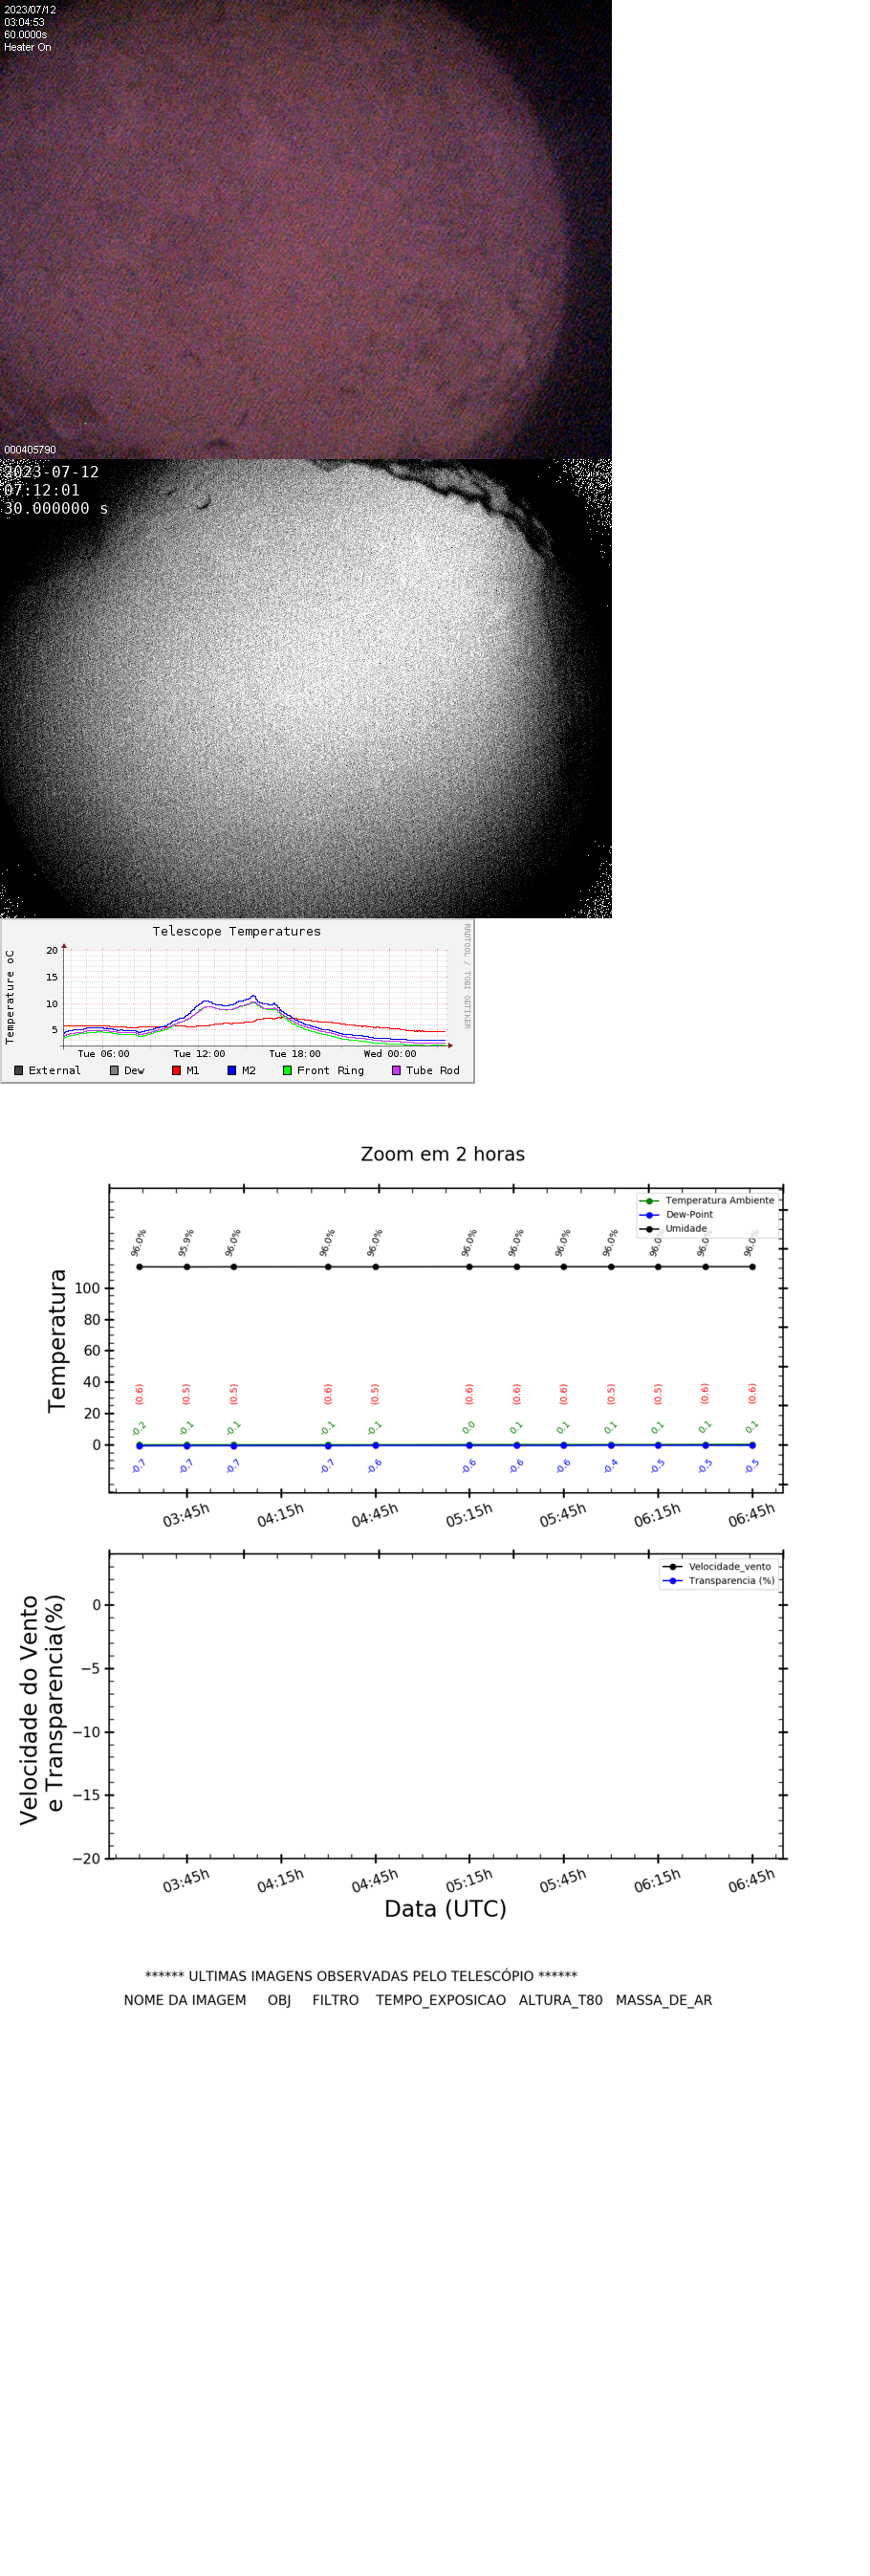 2023/07/12
03:04:53
60.0000s
Heater On
000405790
2023-07-12
07:12:01
30.000000 s
Telescope Temperatures
RRDTOOL / TOBI OETIKER
Temperature oC
20
15
10
5
Tue 06:00 Tue 12:00 Tue 18:00 Wed 00:00
External Dew M1 M2 Front Ring Tube Rod
Zoom em 2 horas
Temperatura Ambiente
Dew-Point
Umidade
96.0% 95.9% 96.0% 96.0% 96.0% 96.0% 96.0% 96.0% 96.0% 96.0% 96.0% 96.0%
Temperatura
100
80
60
40
20
0
(0.6) (0.5) (0.5) (0.6) (0.5) (0.6) (0.6) (0.6) (0.5) (0.5) (0.6) (0.6)
-0.2 -0.1 -0.1 -0.1 -0.1 0.0 0.1 0.1 0.1 0.1 0.1 0.1
-0.7 -0.7 -0.7 -0.7 -0.6 -0.6 -0.6 -0.6 -0.4 -0.5 -0.5 -0.5
03:45h 04:15h 04:45h 05:15h 05:45h 06:15h 06:45h
Velocidade_vento
Transparencia (%)
Velocidade do Vento
e Transparencia(%)
0
−5
−10
−15
−20
03:45h 04:15h 04:45h 05:15h 05:45h 06:15h 06:45h
Data (UTC)
****** ULTIMAS IMAGENS OBSERVADAS PELO TELESCÓPIO ******
NOME DA IMAGEM OBJ FILTRO TEMPO_EXPOSICAO ALTURA_T80 MASSA_DE_AR